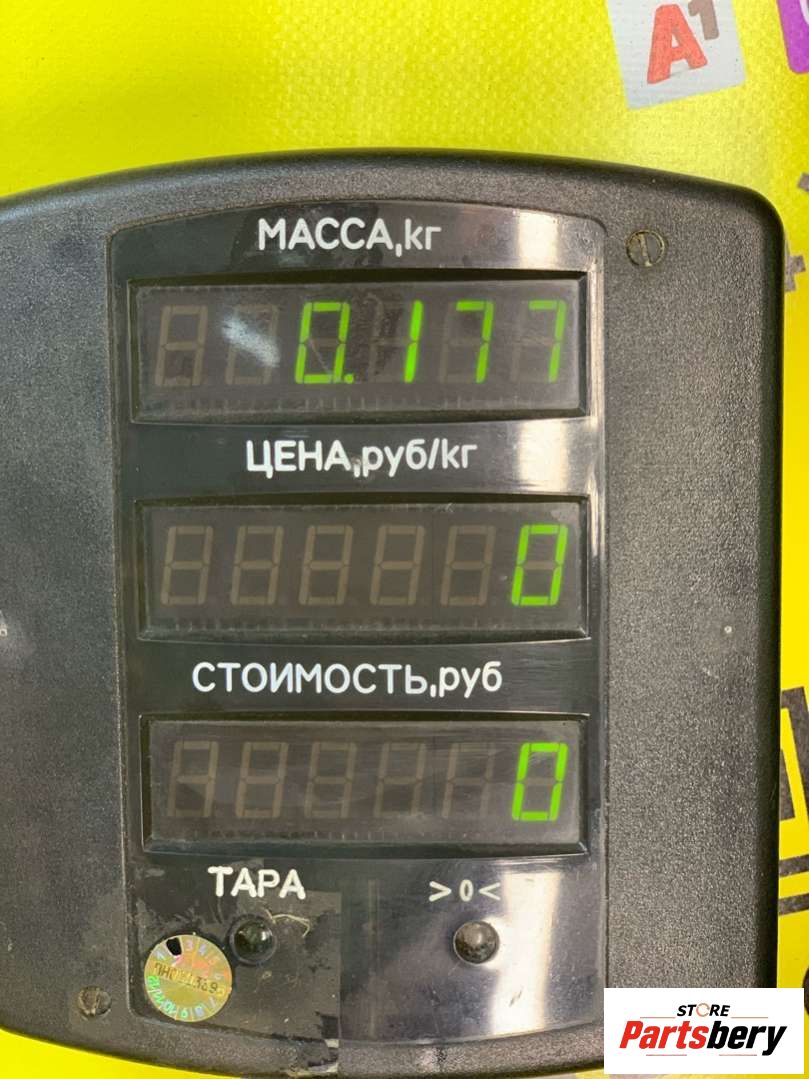 A1
МАССА,кг
0.177
ЦЕНА,руб/кг
0
СТОИМОСТЬ,руб
0
ТАРА
>0<
STORE
Partsbery